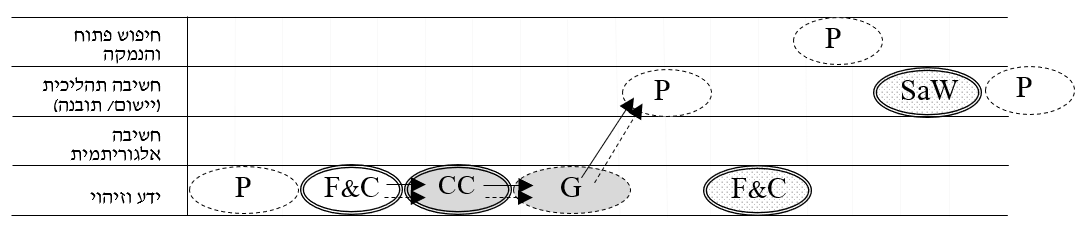 חיפוש פתוח
והנמקה
P
חשיבה תהליכית
(יישום/ תובנה)
P
SaW
P
חשיבה
אלגוריתמית
ידע וזיהוי
P
F&C
CC
G
F&C